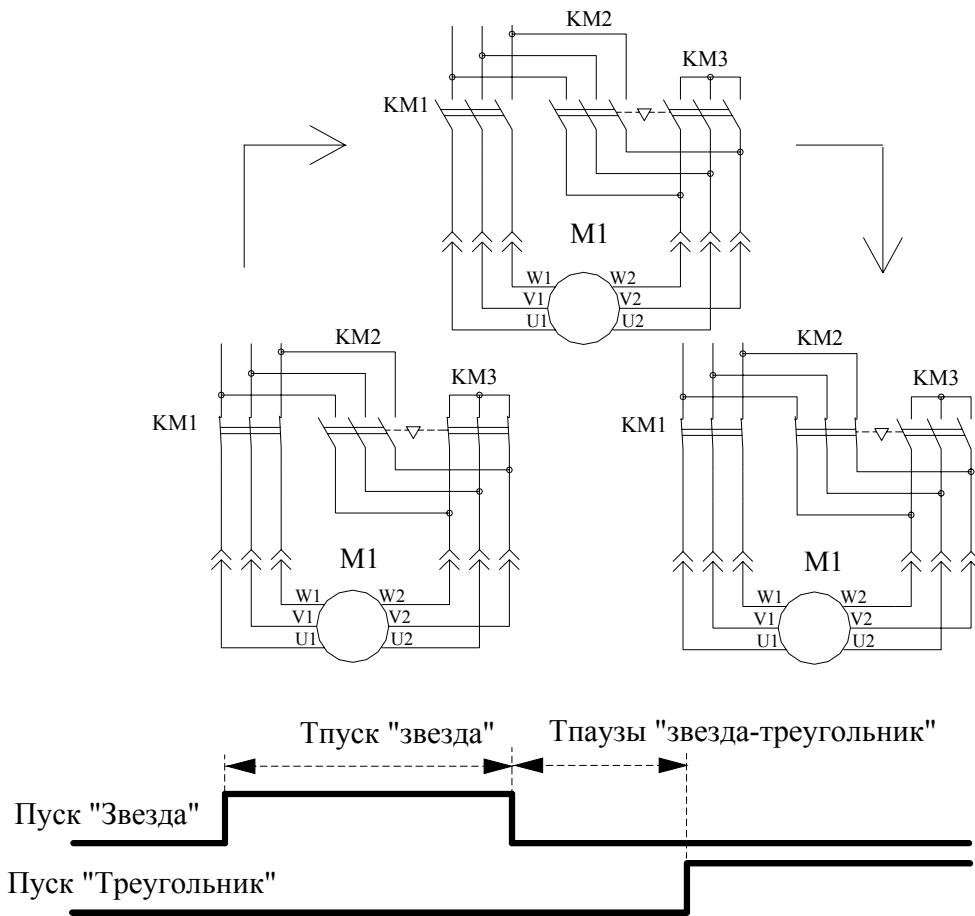 KM2
KM3
KM1
M1
W1 W2
V1 V2
U1 U2
KM2
KM3
KM1
M1
W1 W2
V1 V2
U1 U2
KM2
KM3
KM1
M1
W1 W2
V1 V2
U1 U2
Тпуск "звезда" Тпаузы "звезда-треугольник"
Пуск "Звезда"
Пуск "Треугольник"